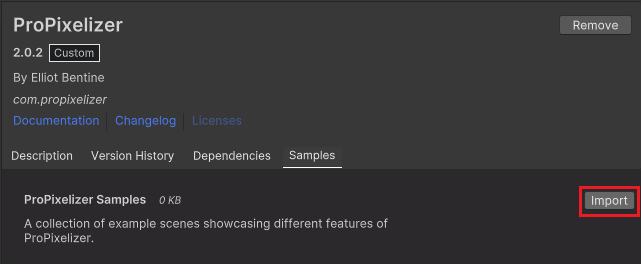 ProPixelizer
Remove
2.0.2 Custom
By Elliot Bentine
com.propixelizer
Documentation Changelog Licenses
Description Version History Dependencies Samples
ProPixelizer Samples 0 KB Import
A collection of example scenes showcasing different features of
ProPixelizer.